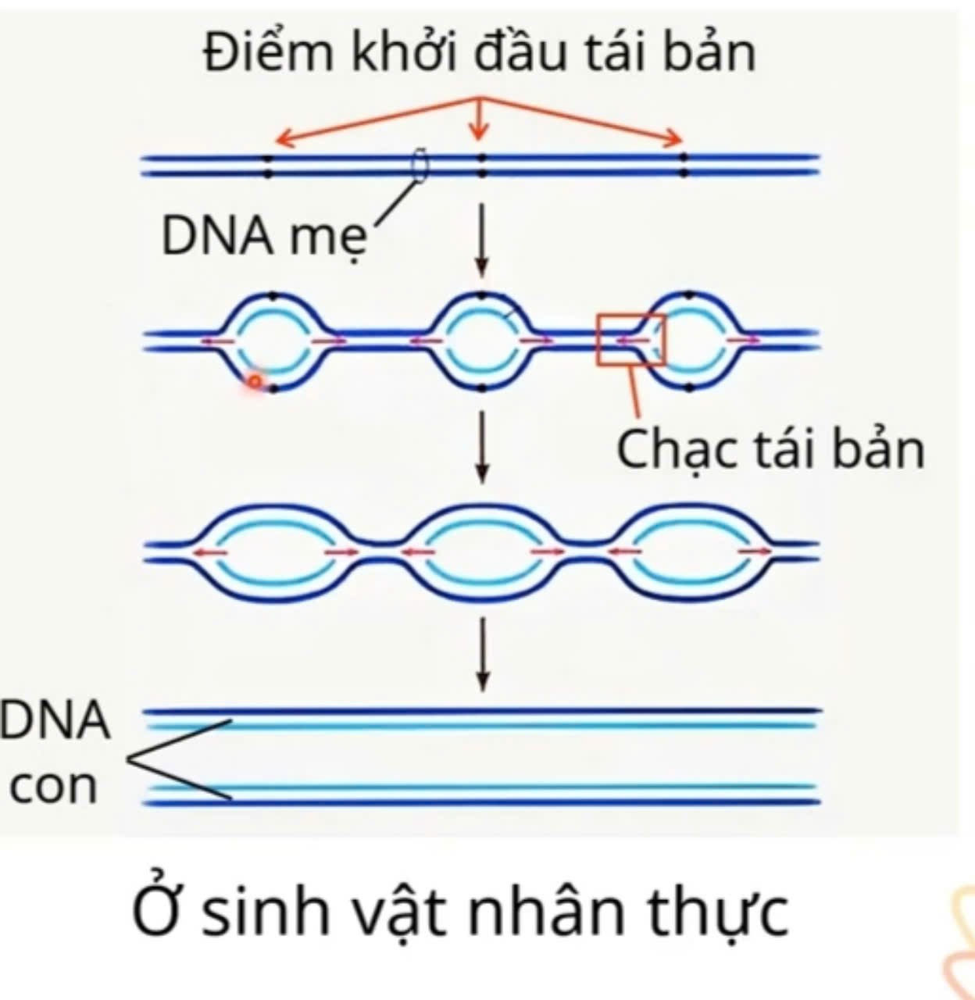 Điểm khởi đầu tái bản
DNA mẹ
Chạc tái bản
DNA
con
Ở sinh vật nhân thực